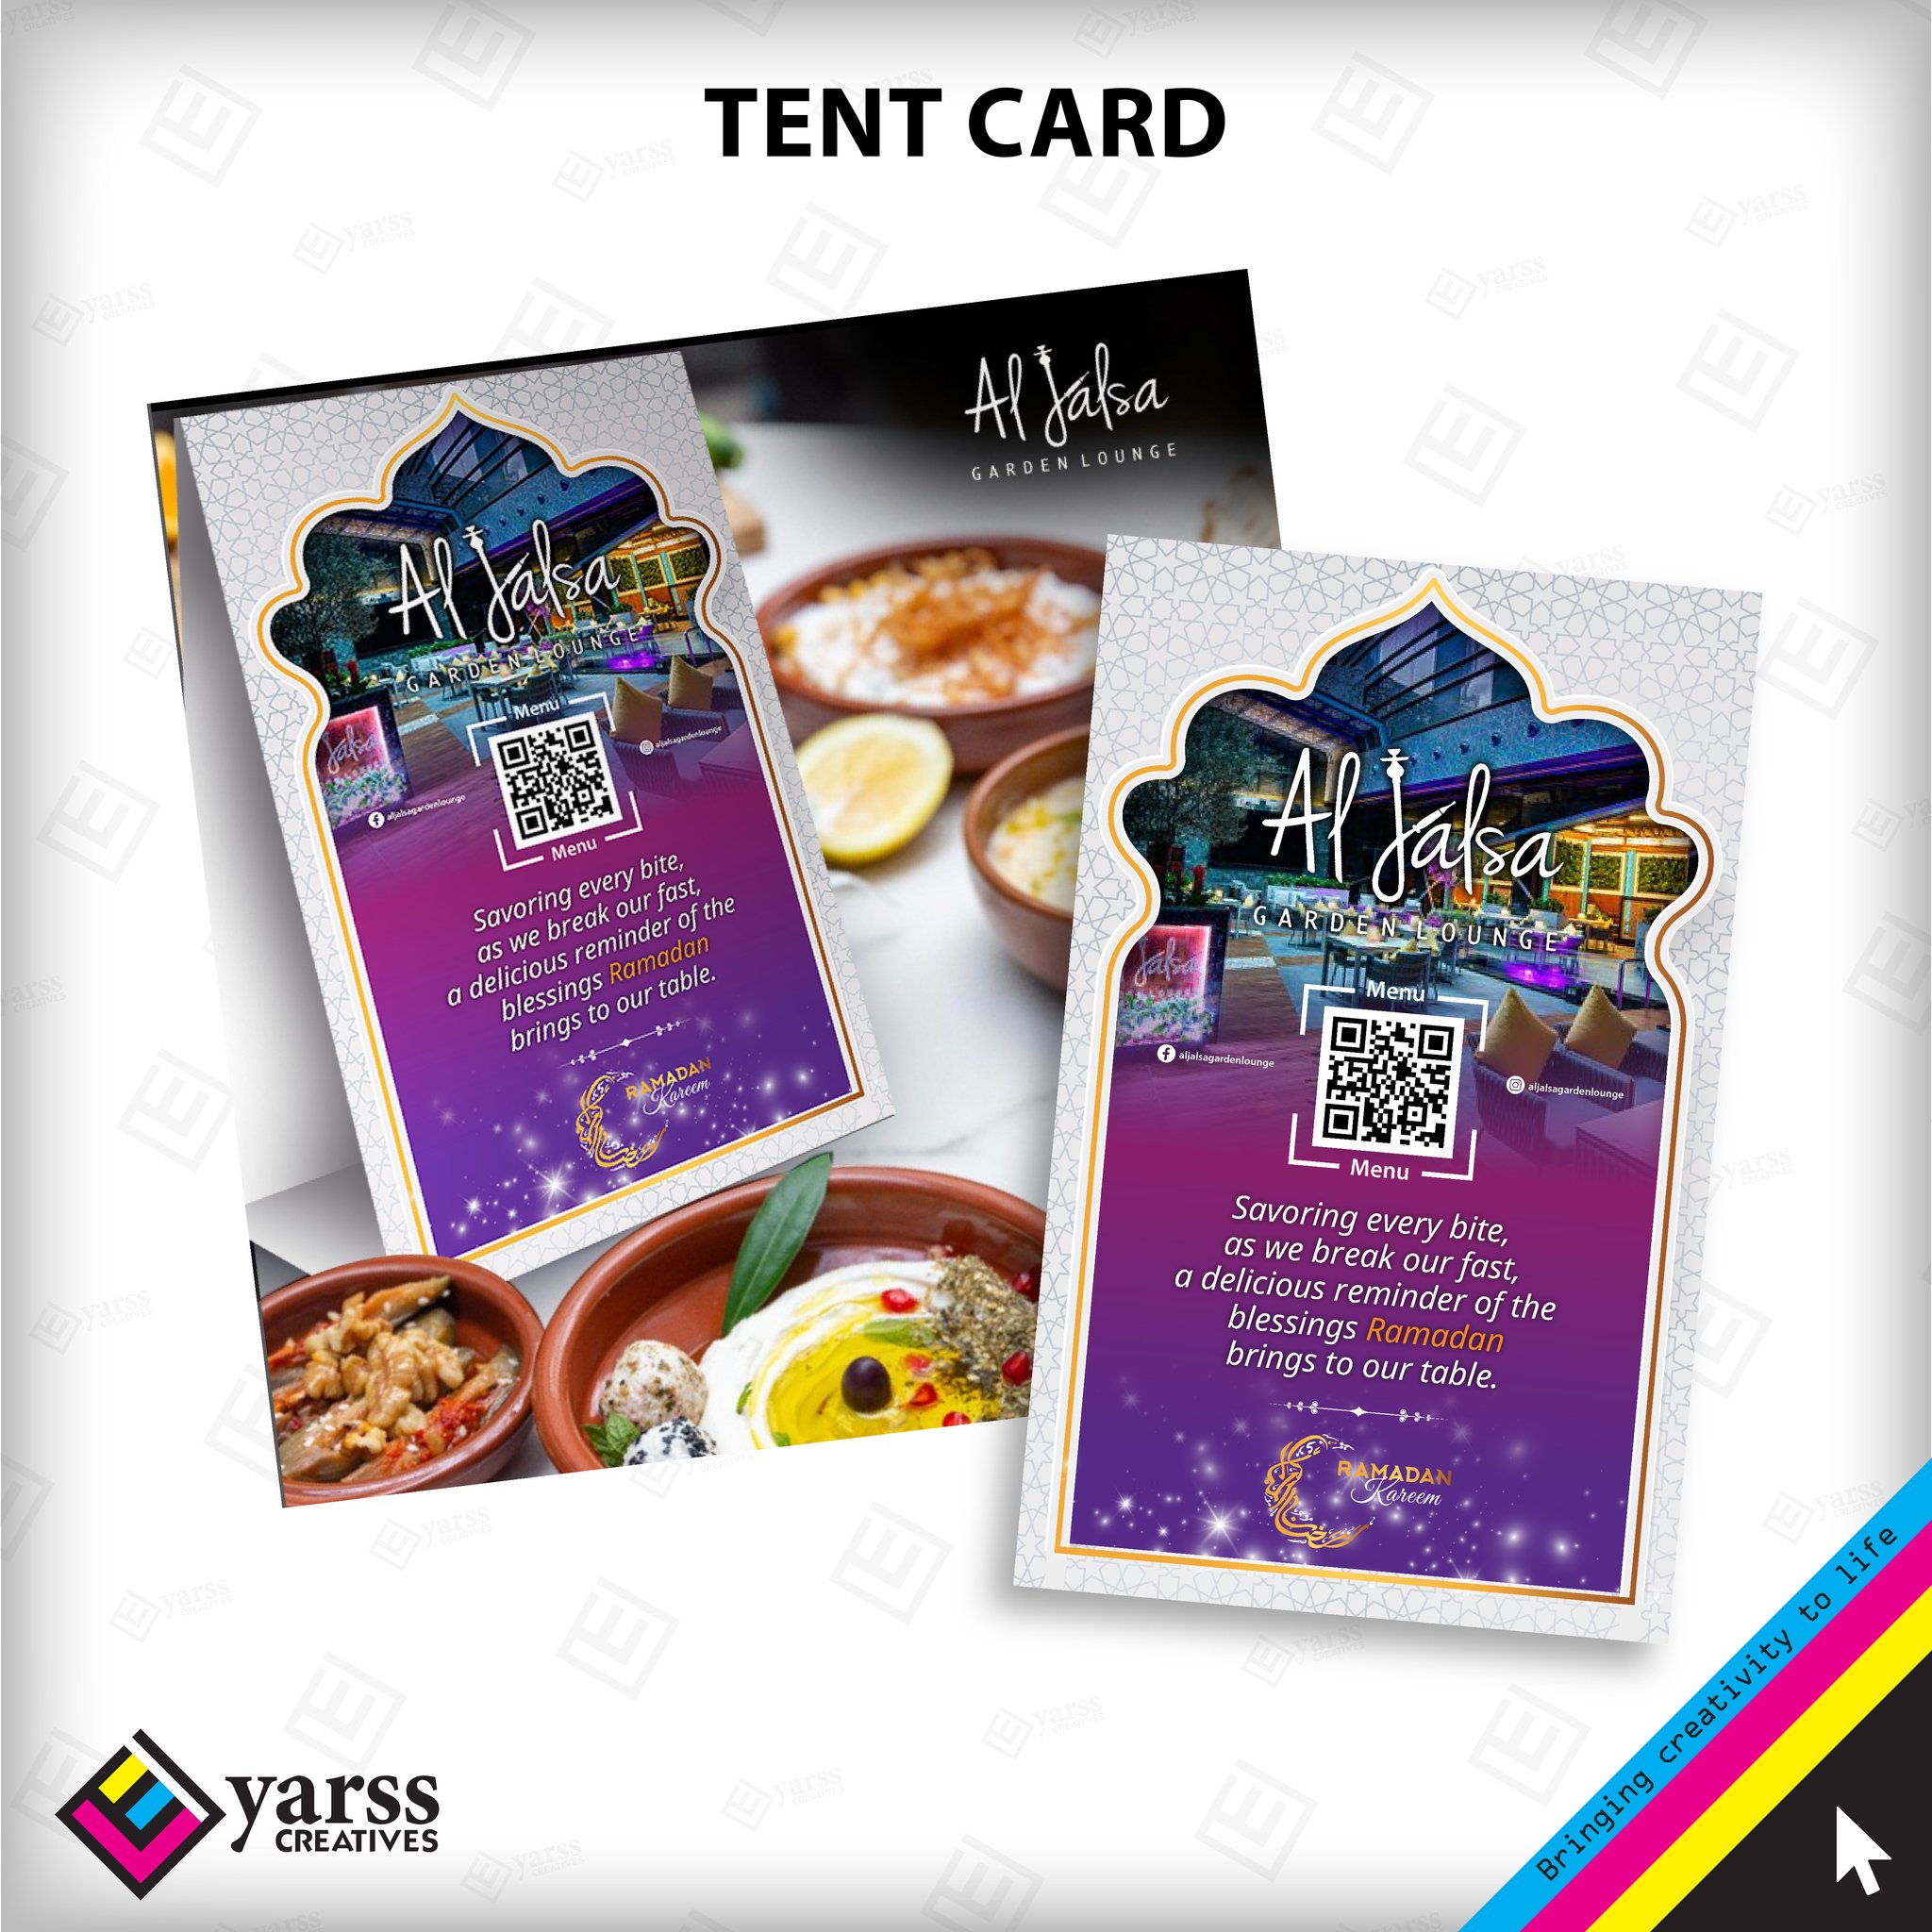 TENT CARD
Al Jalsa
GARDEN LOUNGE
Al Jalsa
GARDEN LOUNGE
Jalsa
Menu
aljalsagardenlounge
aljalsagardenlounge
Menu
Savoring every bite,
as we break our fast,
a delicious reminder of the
blessings Ramadan
brings to our table.
RAMADAN
Kareem
Al Jalsa
GARDEN LOUNGE
Jalsa
Menu
aljalsagardenlounge
aljalsagardenlounge
Menu
Savoring every bite,
as we break our fast,
a delicious reminder of the
blessings Ramadan
brings to our table.
RAMADAN
Kareem
Eyarss
CREATIVES
Bringing creativity to life